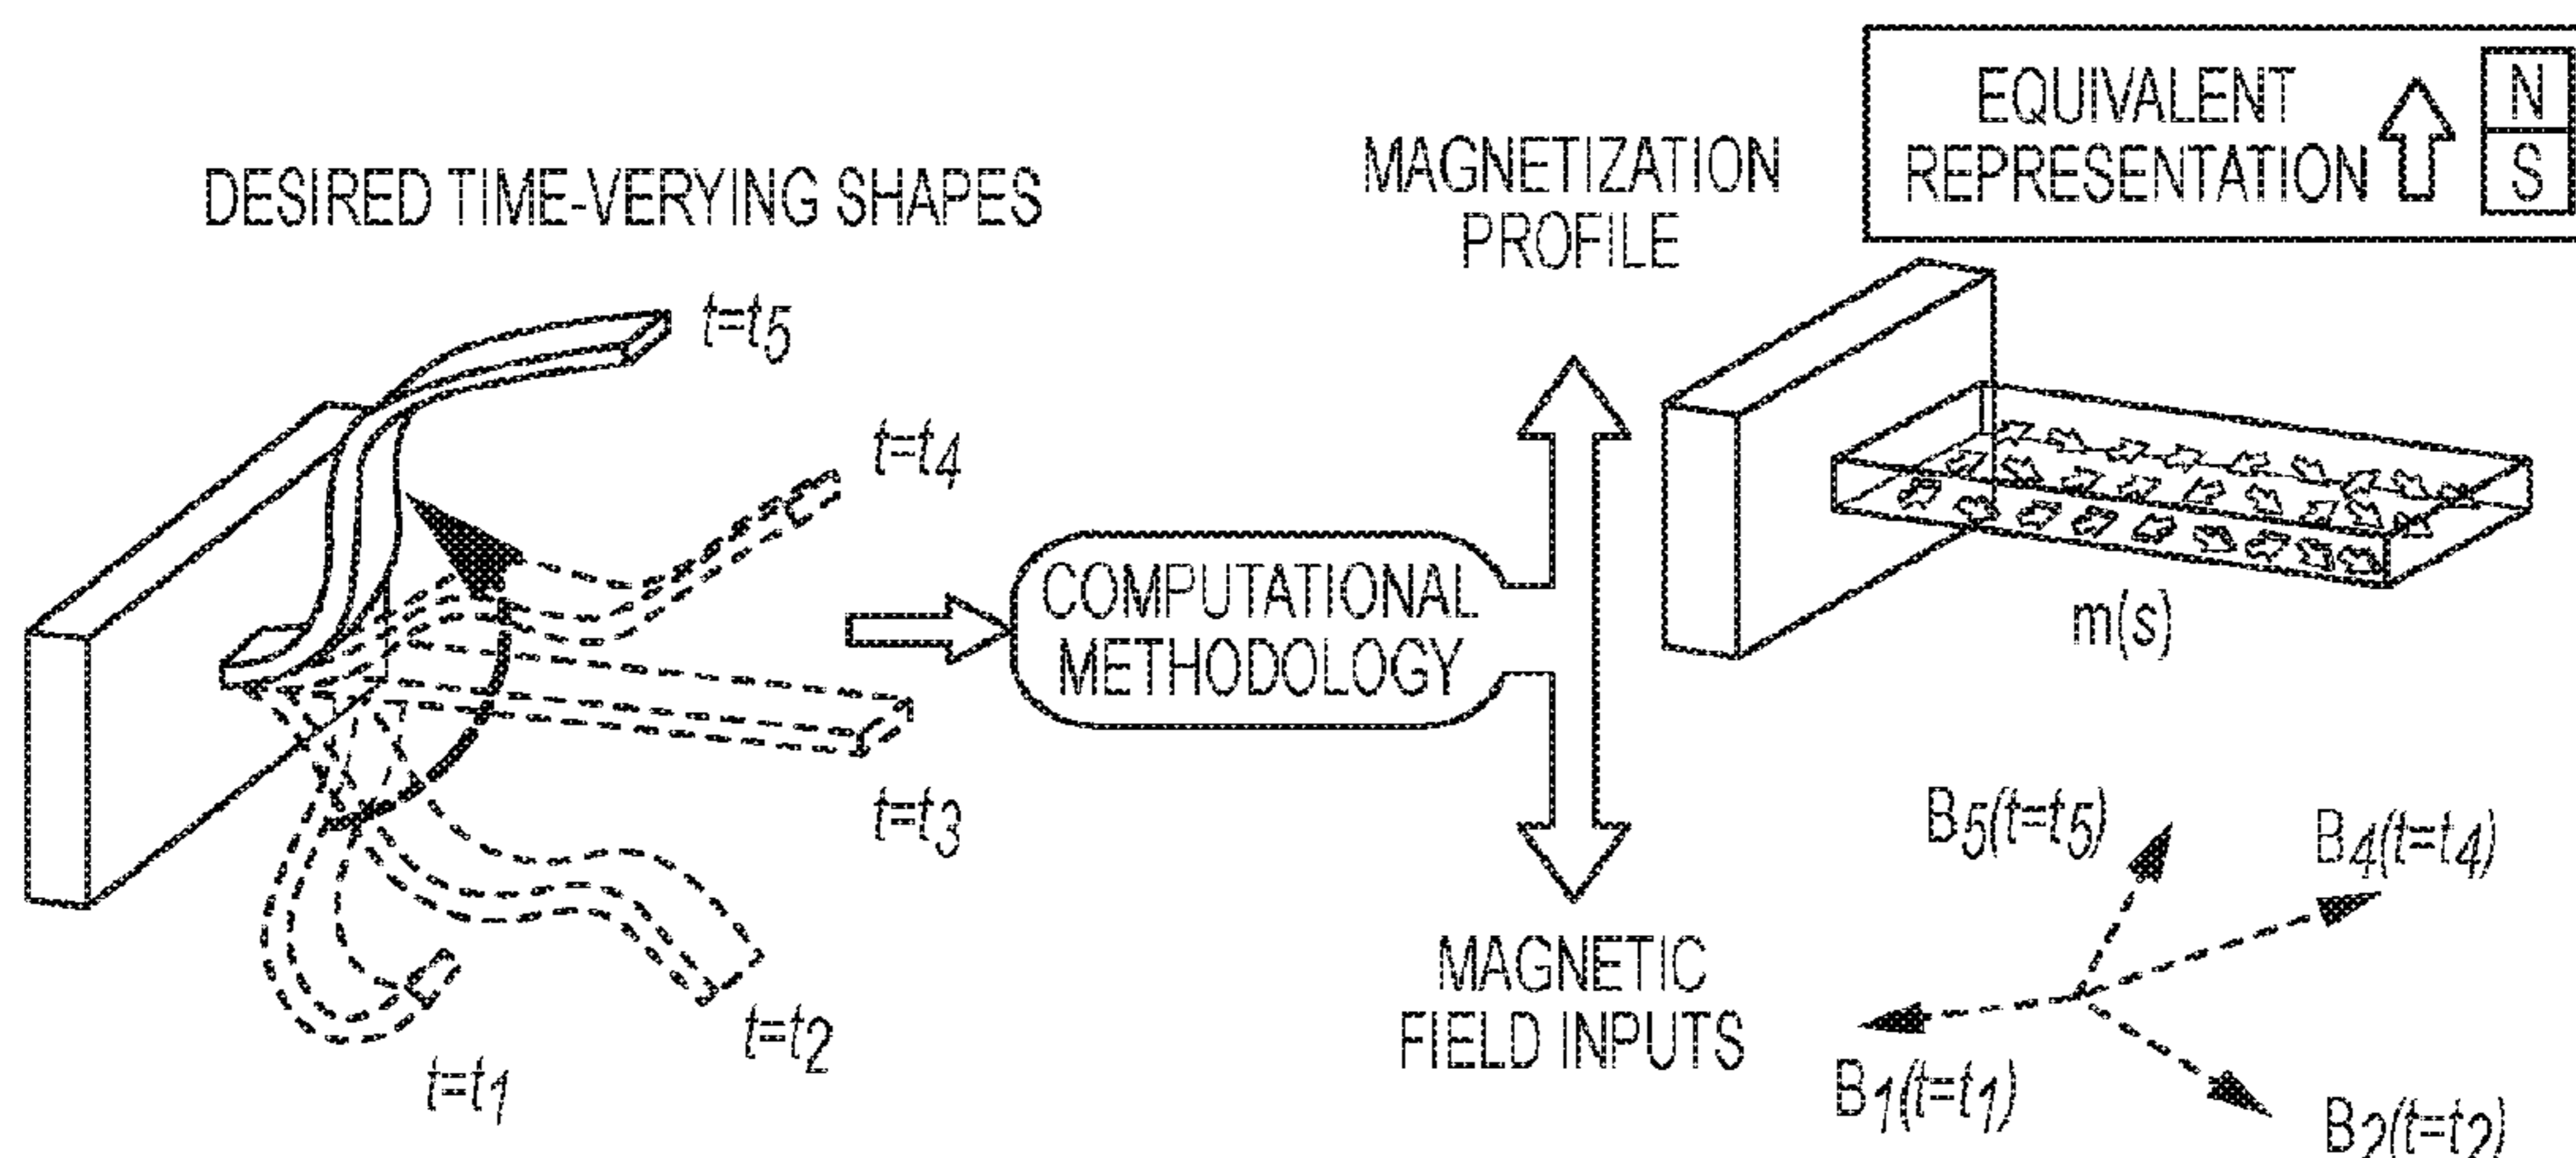 DESIRED TIME-VERYING SHAPES
t=t5
t=t4
t=t3
t=t2
t=t1
COMPUTATIONAL
METHODOLOGY
MAGNETIZATION
PROFILE
EQUIVALENT
REPRESENTATION
N
S
m(s)
MAGNETIC
FIELD INPUTS
B5(t=t5)
B4(t=t4)
B1(t=t1)
B2(t=t2)